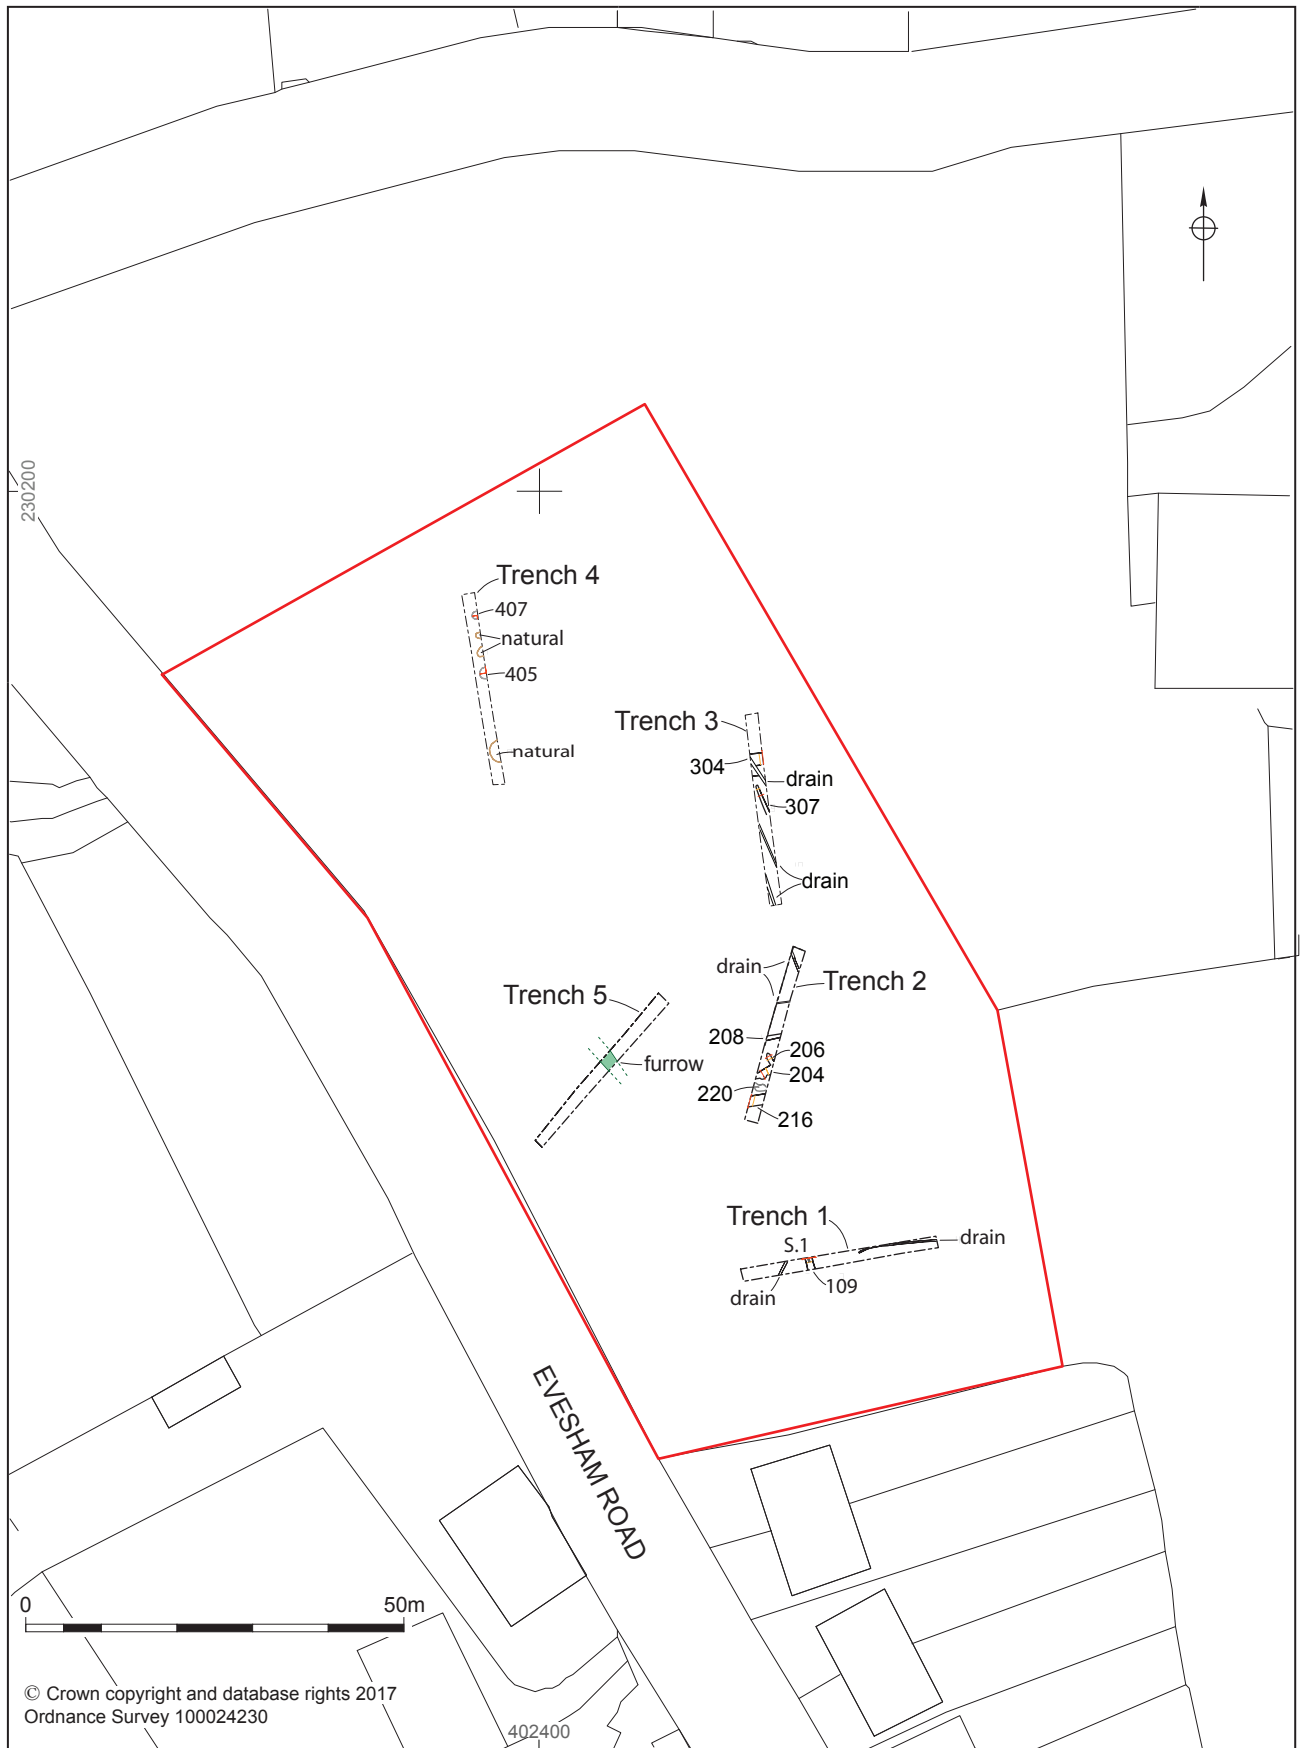 230200
Trench 4
407
natural
405
natural
Trench 3
304
drain
307
drain
drain
Trench 2
Trench 5
208
206
furrow
204
220
216
Trench 1
S.1
drain
109
drain
EVESHAM ROAD
0 50m
© Crown copyright and database rights 2017
Ordnance Survey 100024230
402400